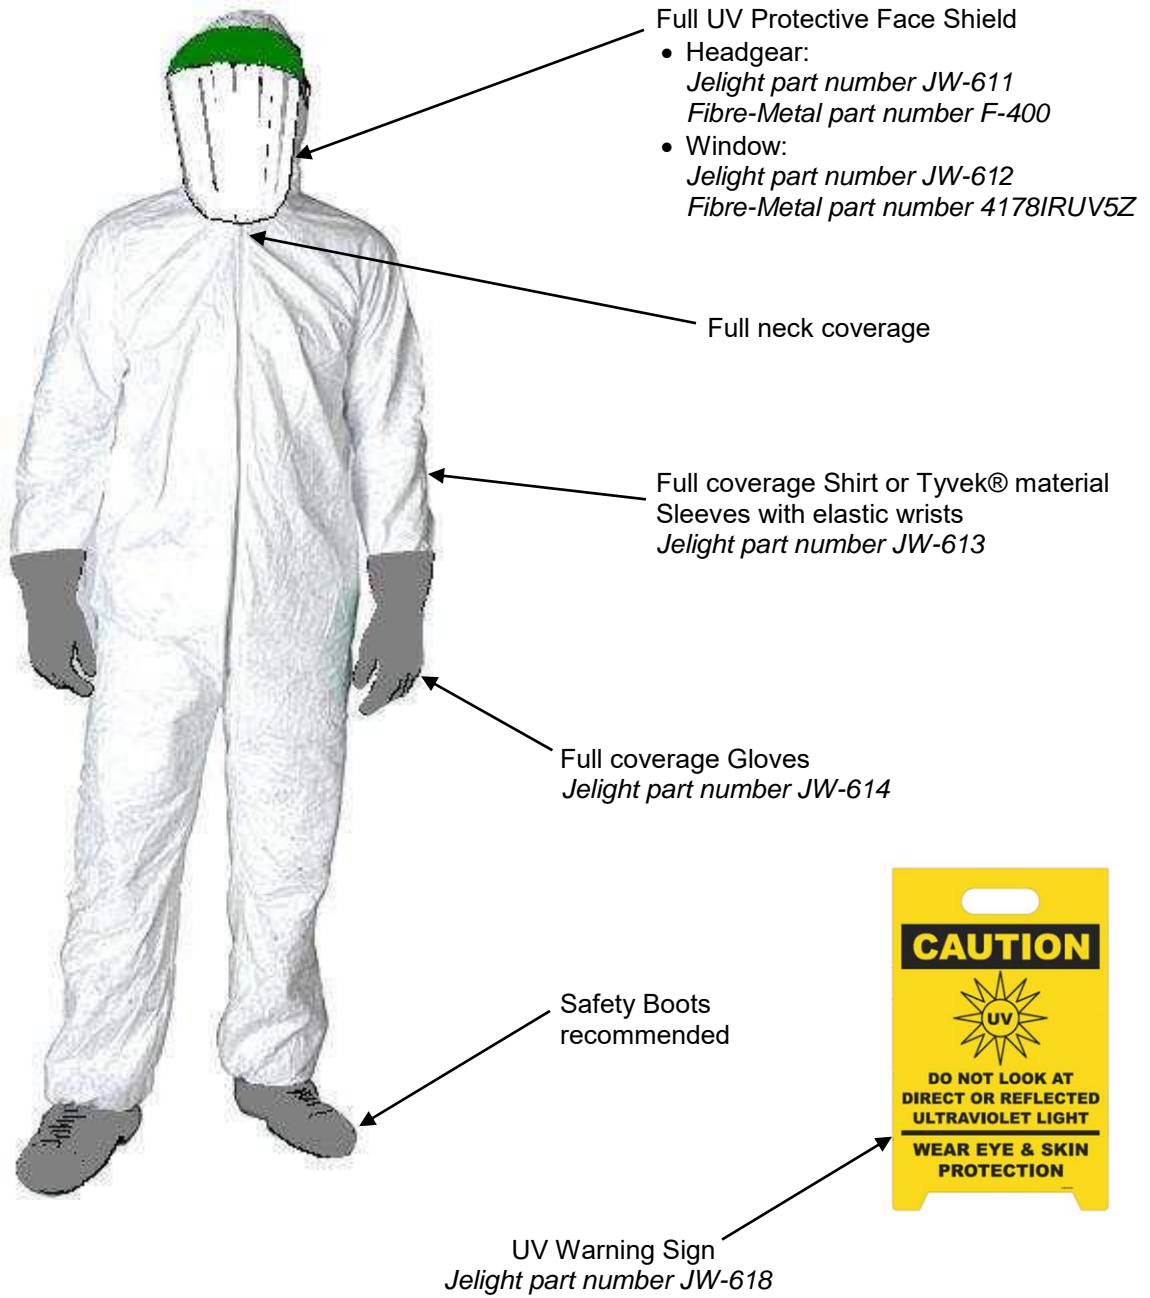 Full UV Protective Face Shield
• Headgear:
Jelight part number JW-611
Fibre-Metal part number F-400
• Window:
Jelight part number JW-612
Fibre-Metal part number 4178IRUV5Z
Full neck coverage
Full coverage Shirt or Tyvek® material
Sleeves with elastic wrists
Jelight part number JW-613
Full coverage Gloves
Jelight part number JW-614
Safety Boots
recommended
CAUTION
UV
DO NOT LOOK AT
DIRECT OR REFLECTED
ULTRAVIOLET LIGHT
WEAR EYE & SKIN
PROTECTION
UV Warning Sign
Jelight part number JW-618